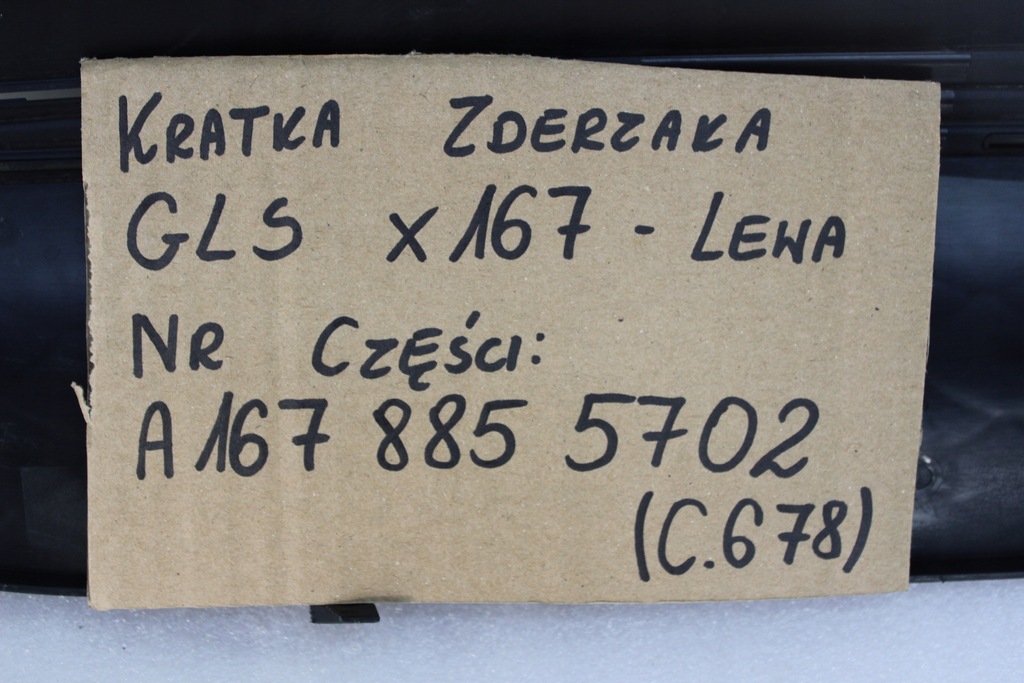 KRATKA ZDERZAKA
GLS X167 - LEWA
NR CZĘŚCI:
A 167 885 5702
(C.678)